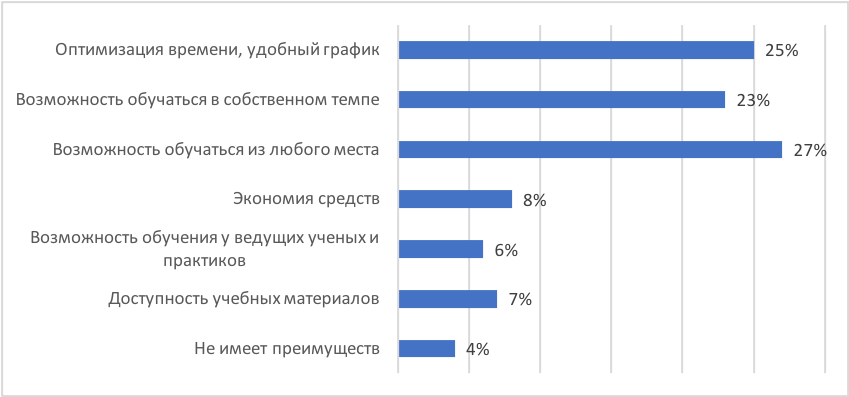 Оптимизация времени, удобный график
25%
Возможность обучаться в собственном темпе
23%
Возможность обучаться из любого места
27%
Экономия средств
8%
Возможность обучения у ведущих ученых и
практиков
6%
Доступность учебных материалов
7%
Не имеет преимуществ
4%